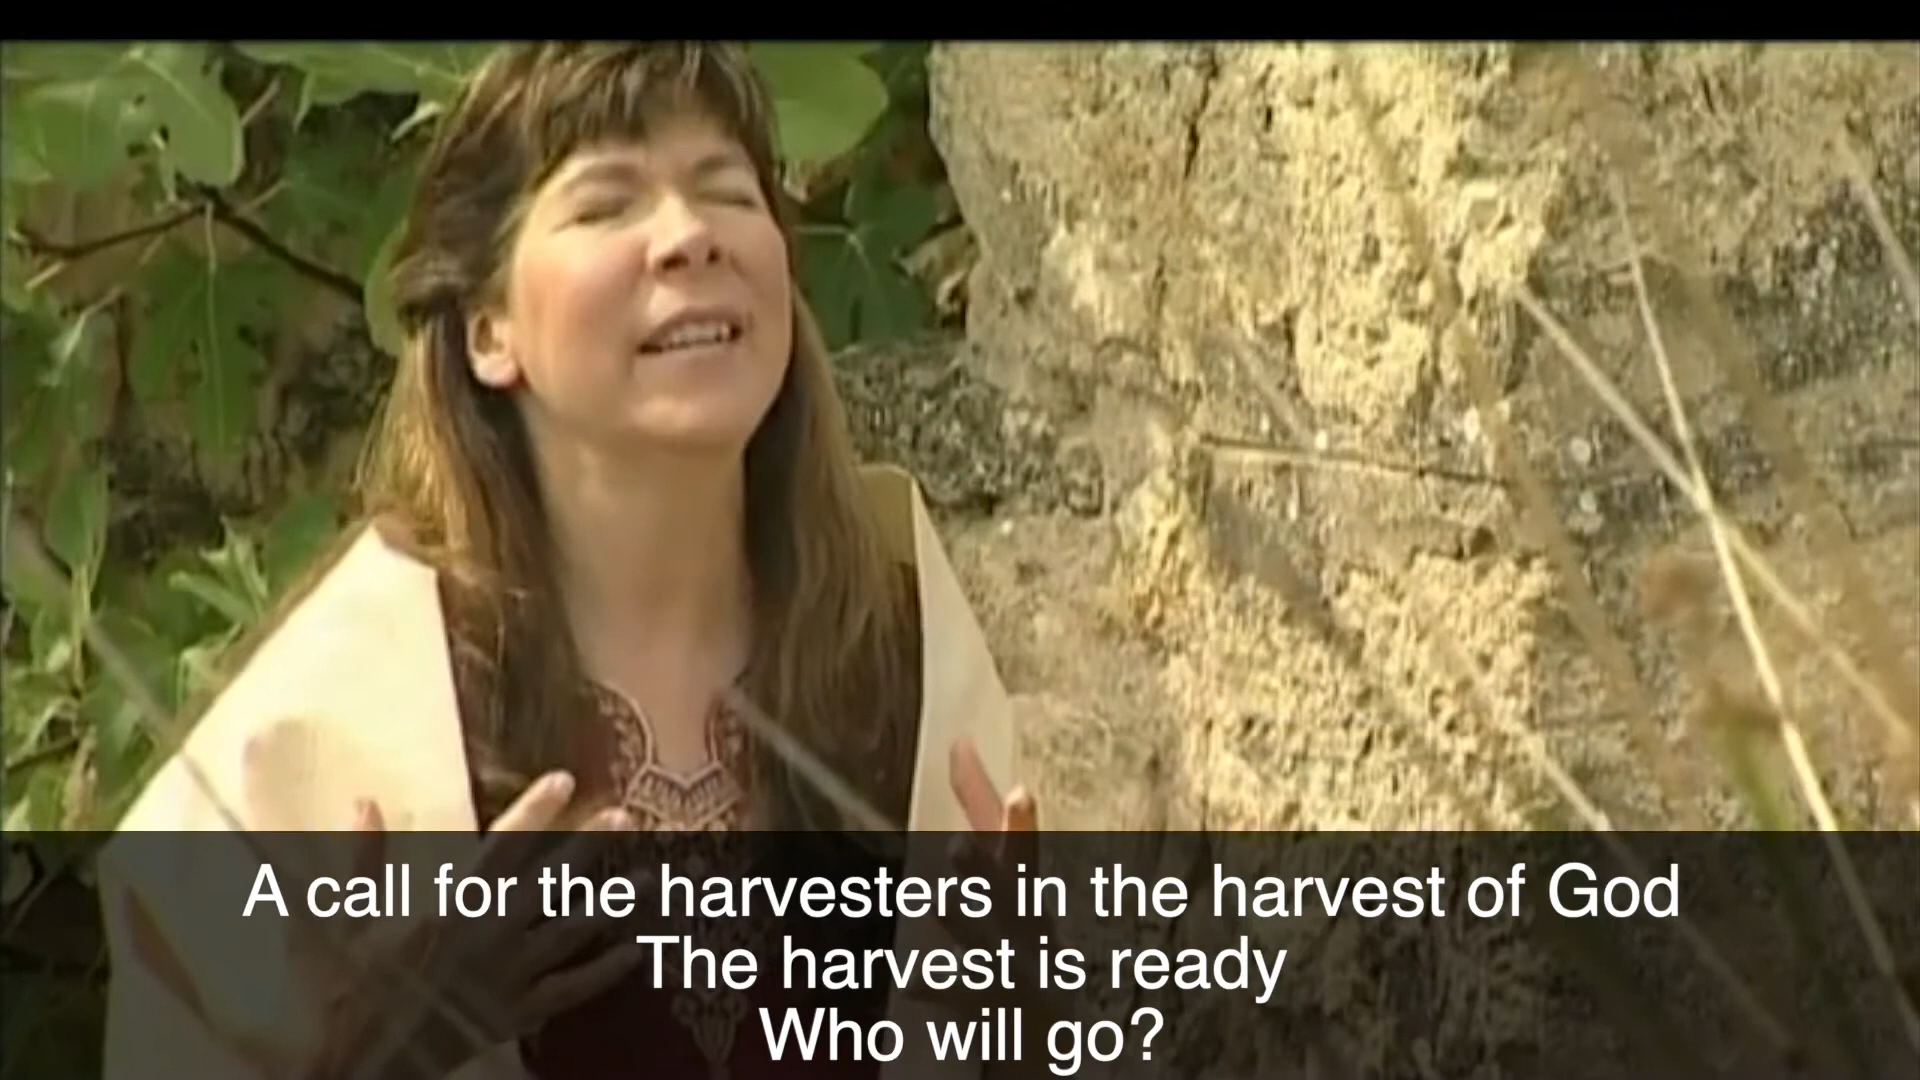 A call for the harvesters in the harvest of God
The harvest is ready
Who will go?